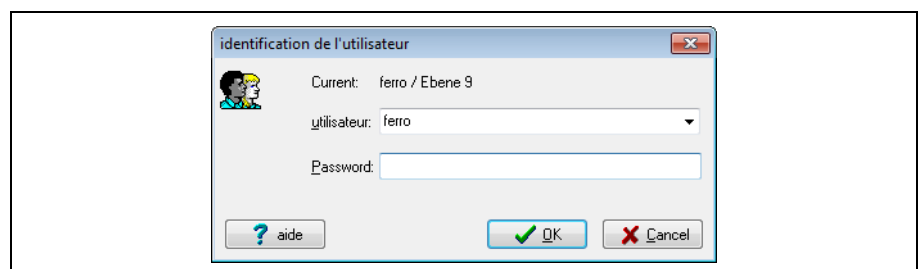 identification de l'utilisateur
Current: ferro / Ebene 9
utilisateur: ferro
Password:
aide OK Cancel